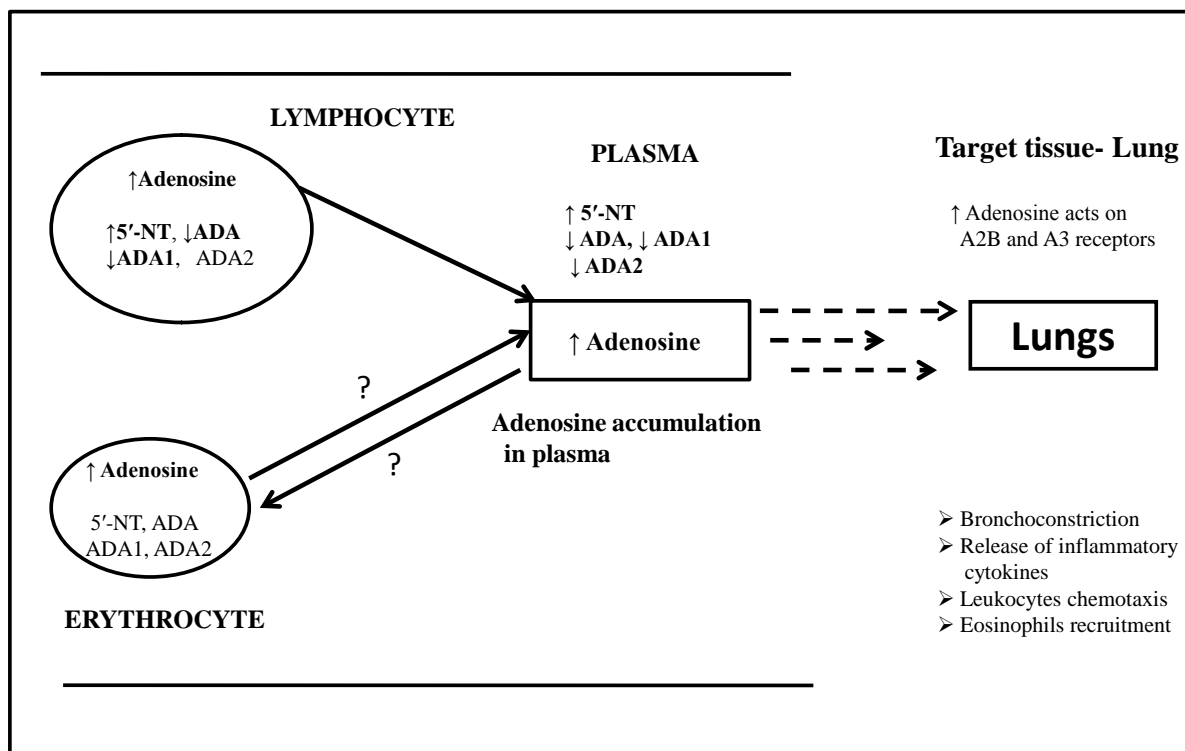 LYMPHOCYTE
↑Adenosine
↑5′-NT, ↓ADA
↓ADA1, ADA2
PLASMA
↑ 5′-NT
↓ ADA, ↓ ADA1
↓ ADA2
↑ Adenosine
Adenosine accumulation
in plasma
?
?
↑ Adenosine
5′-NT, ADA
ADA1, ADA2
ERYTHROCYTE
Target tissue- Lung
↑ Adenosine acts on
A2B and A3 receptors
Lungs
➢ Bronchoconstriction
➢ Release of inflammatory
cytokines
➢ Leukocytes chemotaxis
➢ Eosinophils recruitment